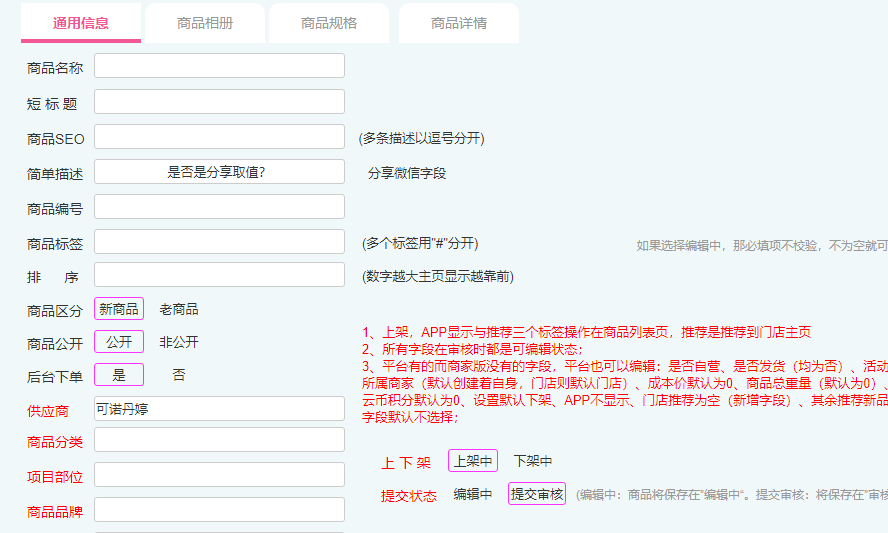 通用信息 商品相册 商品规格 商品详情
商品名称
短 标 题
商品SEO (多条描述以逗号分开)
简单描述 是否是分享取值? 分享微信字段
商品编号
商品标签 (多个标签用"#"分开) 如果选择编辑中，那必填项不校验，不为空就可
排 序 (数字越大主页显示越靠前)
商品区分 新商品 老商品
商品公开 公开 非公开
后台下单 是 否
供应商 可诺丹婷
商品分类
项目部位
商品品牌
1、上架，APP显示与推荐三个标签操作在商品列表页，推荐是推荐到门店主页
2、所有字段在审核时都是可编辑状态；
3、平台有的而商家版没有的字段，平台也可以编辑：是否自营、是否发货（均为否）、活动
所属商家（默认创建着自身，门店则默认门店）、成本价默认为0、商品总重量（默认为0）、
云币积分默认为0、设置默认下架、APP不显示、门店推荐为空（新增字段）、其余推荐新品
字段默认不选择；
上 下 架 上架中 下架中
提交状态 编辑中 提交审核 (编辑中：商品将保存在"编辑中"。提交审核：将保存在"审核